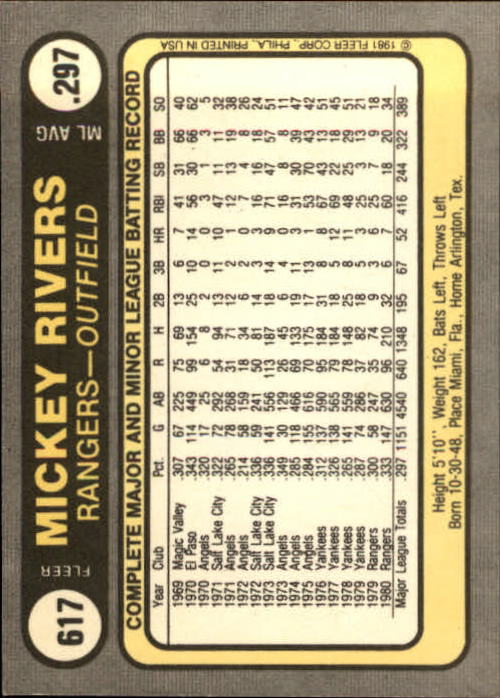 617
FLEER
MICKEY RIVERS
RANGERS—OUTFIELD
ML AVG
.297
COMPLETE MAJOR AND MINOR LEAGUE BATTING RECORD
Year Club Pct. G AB R H 2B 3B HR RBI SB BB SO
1969 Magic Valley .307 67 225 75 69 13 6 1 41 31 66 40
1970 El Paso .343 114 449 99 154 25 10 14 56 30 66 62
1970 Angels .320 17 25 6 8 2 0 0 3 1 3 5
1971 Salt Lake City .322 72 292 54 94 13 11 10 47 11 11 32
1971 Angels .265 78 268 31 71 12 2 1 12 13 19 38
1972 Angels .214 58 159 18 34 6 2 0 7 4 8 26
1972 Salt Lake City .336 59 241 50 81 14 4 3 16 16 18 24
1973 Salt Lake City .336 141 556 113 187 18 14 9 71 47 57 51
1973 Angels .349 30 129 26 45 6 4 0 16 8 8 11
1974 Angels .285 118 466 69 133 19 11 3 31 30 39 47
1975 Angels .284 155 616 70 175 17 13 1 53 70 43 42
1976 Yankees .312 137 590 95 184 31 8 8 67 43 13 51
1977 Yankees .326 138 565 79 184 18 5 12 69 22 18 45
1978 Yankees .265 141 559 78 148 25 8 11 48 25 29 51
1979 Yankees .287 74 286 37 82 18 5 3 25 3 13 21
1979 Rangers .300 58 247 35 74 9 3 6 25 7 9 18
1980 Rangers .333 147 630 96 210 32 6 7 60 18 20 34
Major League Totals .297 1151 4540 640 1348 195 67 52 416 244 322 389
Height 5'10", Weight 162, Bats Left, Throws Left
Born 10-30-48, Place Miami, Fla., Home Arlington, Tex.
© 1981 FLEER CORP., PHILA., PRINTED IN USA